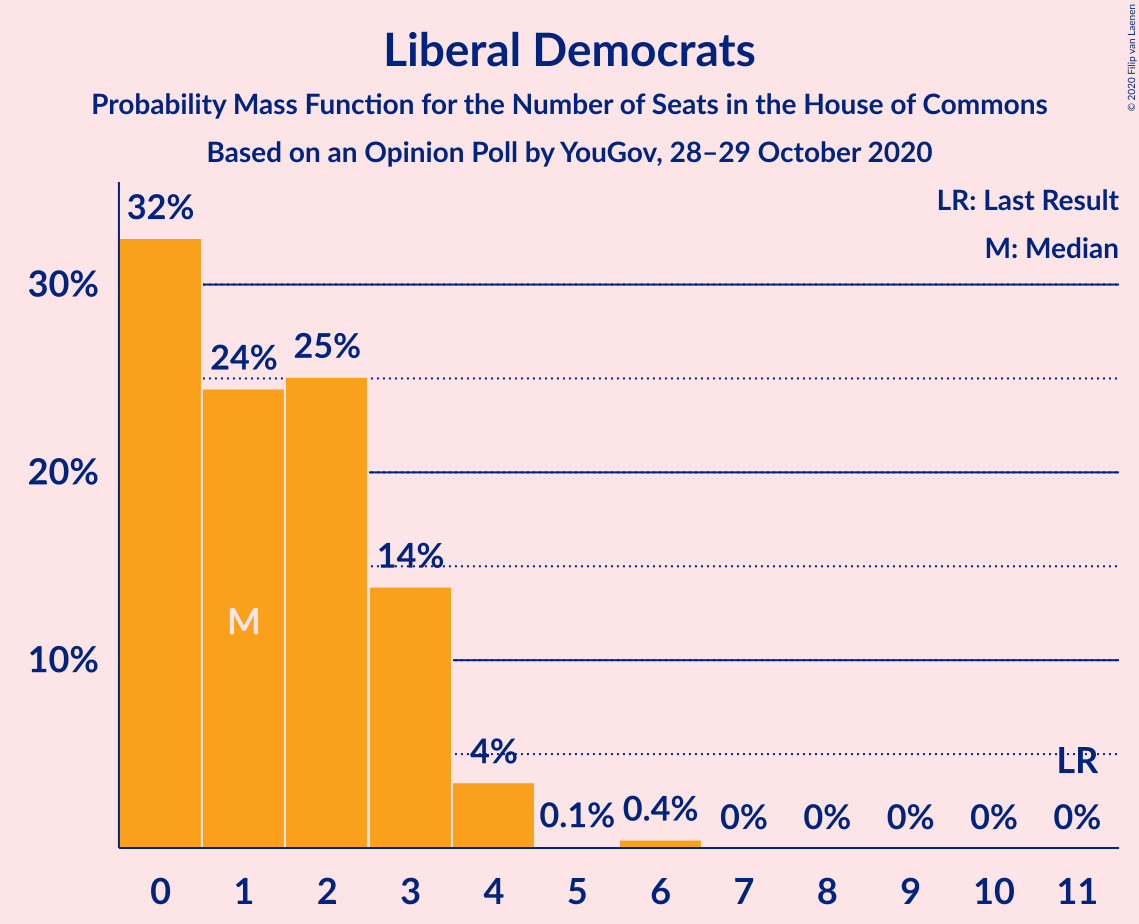 Liberal Democrats
Probability Mass Function for the Number of Seats in the House of Commons
Based on an Opinion Poll by YouGov, 28–29 October 2020
© 2020 Filip van Laenen
LR: Last Result
M: Median
32%
30%
24%
25%
20%
14%
M
10%
4%
LR
0.1%
0.4%
0%
0%
0%
0%
0%
0 1 2 3 4 5 6 7 8 9 10 11